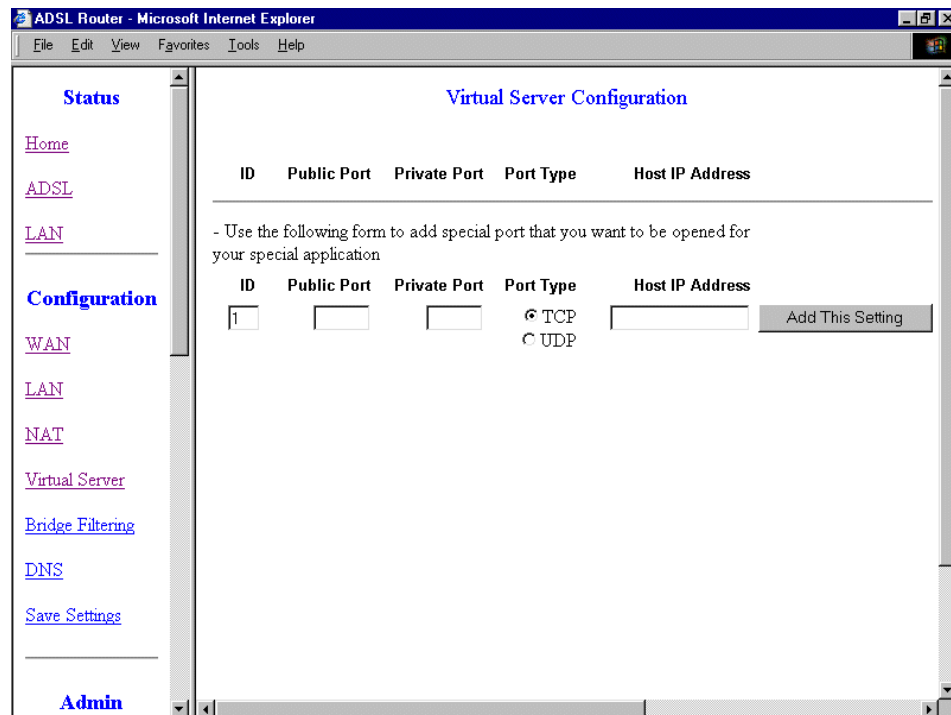 ADSL Router - Microsoft Internet Explorer
File Edit View Favorites Tools Help
Status
Home
ADSL
LAN
Configuration
WAN
LAN
NAT
Virtual Server
Bridge Filtering
DNS
Save Settings
Admin
Virtual Server Configuration
ID Public Port Private Port Port Type Host IP Address
- Use the following form to add special port that you want to be opened for
your special application
ID Public Port Private Port Port Type Host IP Address
1 TCP Add This Setting
UDP